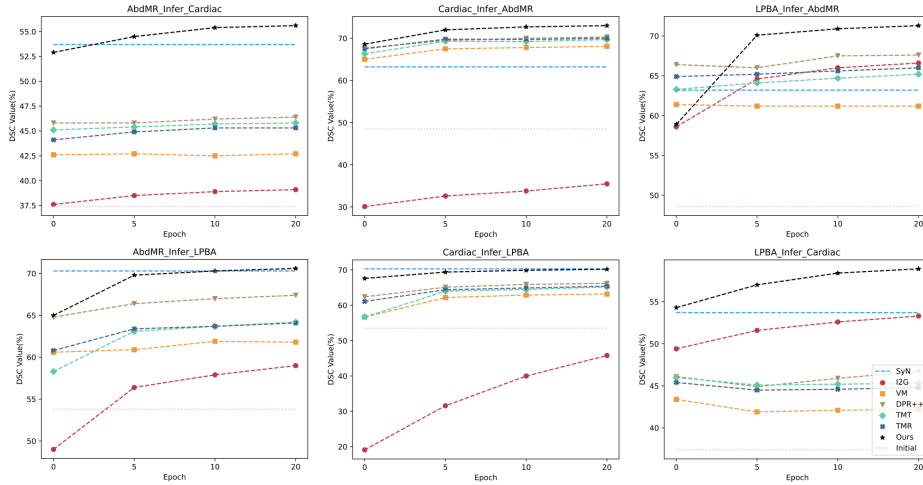 AbdMR_Infer_Cardiac
Cardiac_Infer_AbdMR
LPBA_Infer_AbdMR
DSC Value(%)
55.0
52.5
50.0
47.5
45.0
42.5
40.0
37.5
0
5
10
20
Epoch
DSC Value(%)
70
60
50
40
30
0
5
10
20
Epoch
DSC Value(%)
70
65
60
55
50
0
5
10
20
Epoch
AbdMR_Infer_LPBA
Cardiac_Infer_LPBA
LPBA_Infer_Cardiac
DSC Value(%)
70
65
60
55
50
0
5
10
20
Epoch
DSC Value(%)
70
60
50
40
30
20
0
5
10
20
Epoch
DSC Value(%)
55
50
45
40
0
5
10
20
Epoch
SyN
I2G
VM
DPR++
TMT
TMR
Ours
Initial